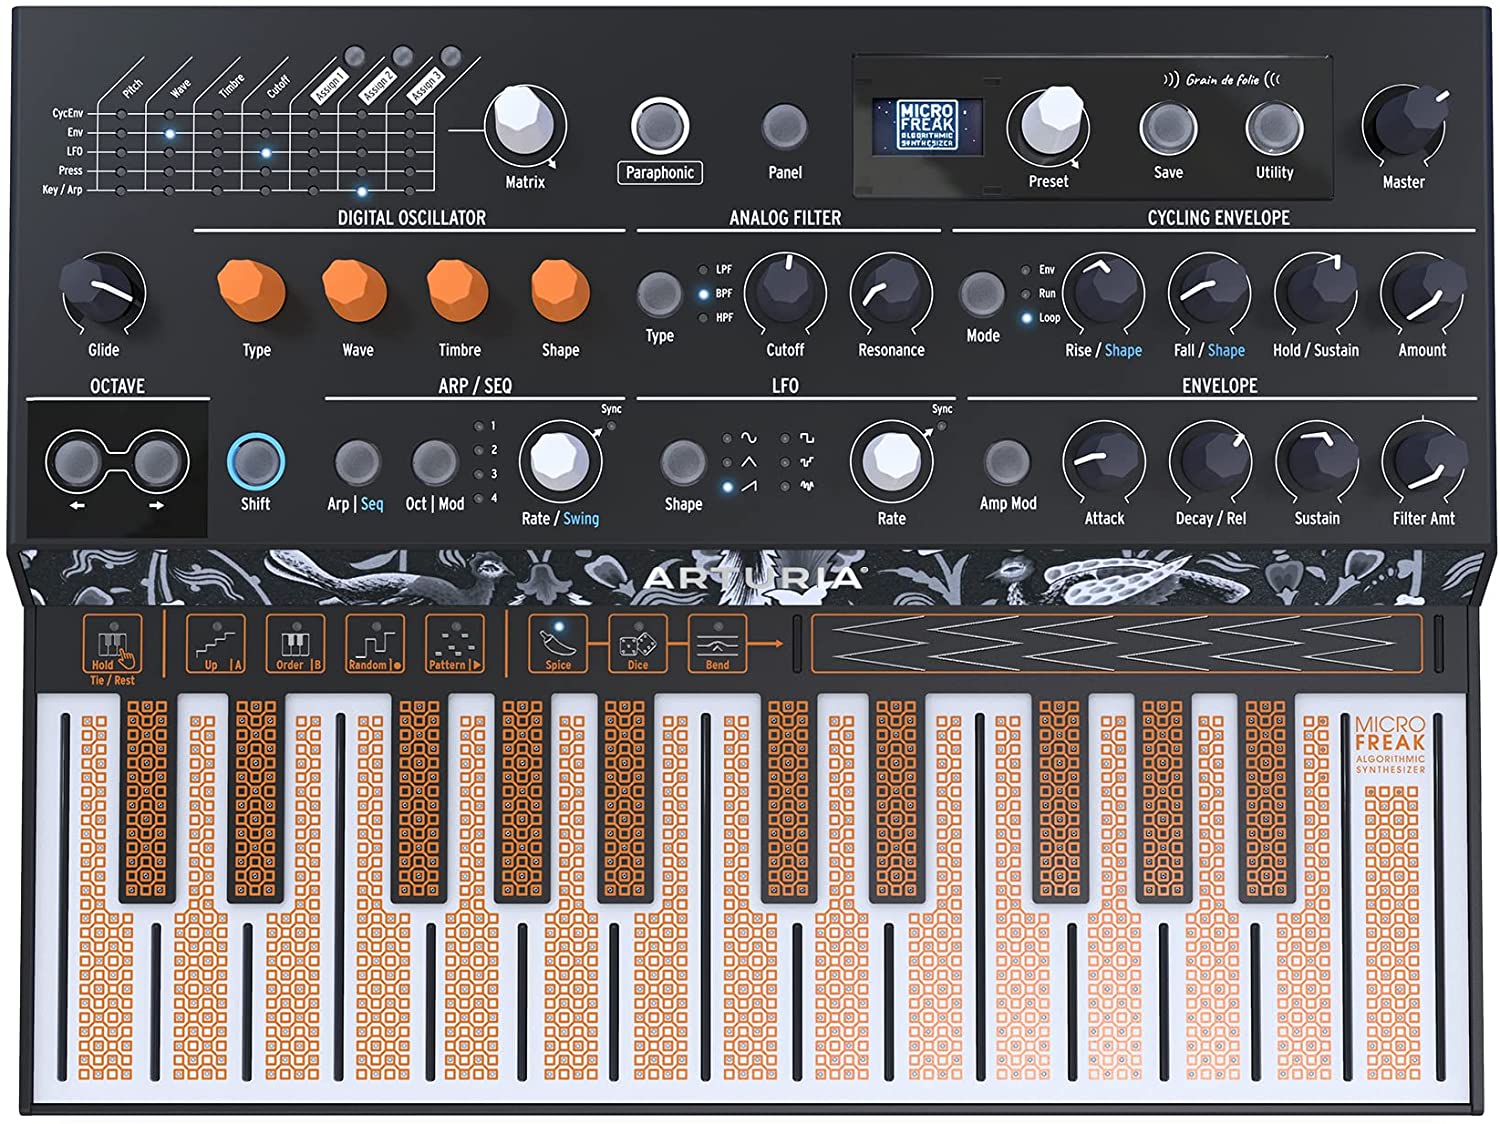 Pitch Wave Timbre Cutoff Assign 1 Assign 2 Assign 3
CycEnv
Env
LFO
Press
Key / Arp
Matrix
Paraphonic
Panel
MICRO
FREAK
ALGORITHMIC
SYNTHESIZER
Grain de folie
Preset
Save
Utility
Master
DIGITAL OSCILLATOR
ANALOG FILTER
CYCLING ENVELOPE
Glide
Type
Wave
Timbre
Shape
Type
LPF
BPF
HPF
Cutoff
Resonance
Mode
Env
Run
Loop
Rise / Shape
Fall / Shape
Hold / Sustain
Amount
OCTAVE
ARP / SEQ
LFO
ENVELOPE
← →
Shift
Arp | Seq
Oct | Mod
1
2
3
4
Sync
Rate / Swing
Shape
Sync
Rate
Amp Mod
Attack
Decay / Rel
Sustain
Filter Amt
ARTURIA®
Hold
Tie / Rest
Up | A
Order | B
Random | ●
Pattern | ▶
Spice
Dice
Bend
MICRO
FREAK
ALGORITHMIC
SYNTHESIZER